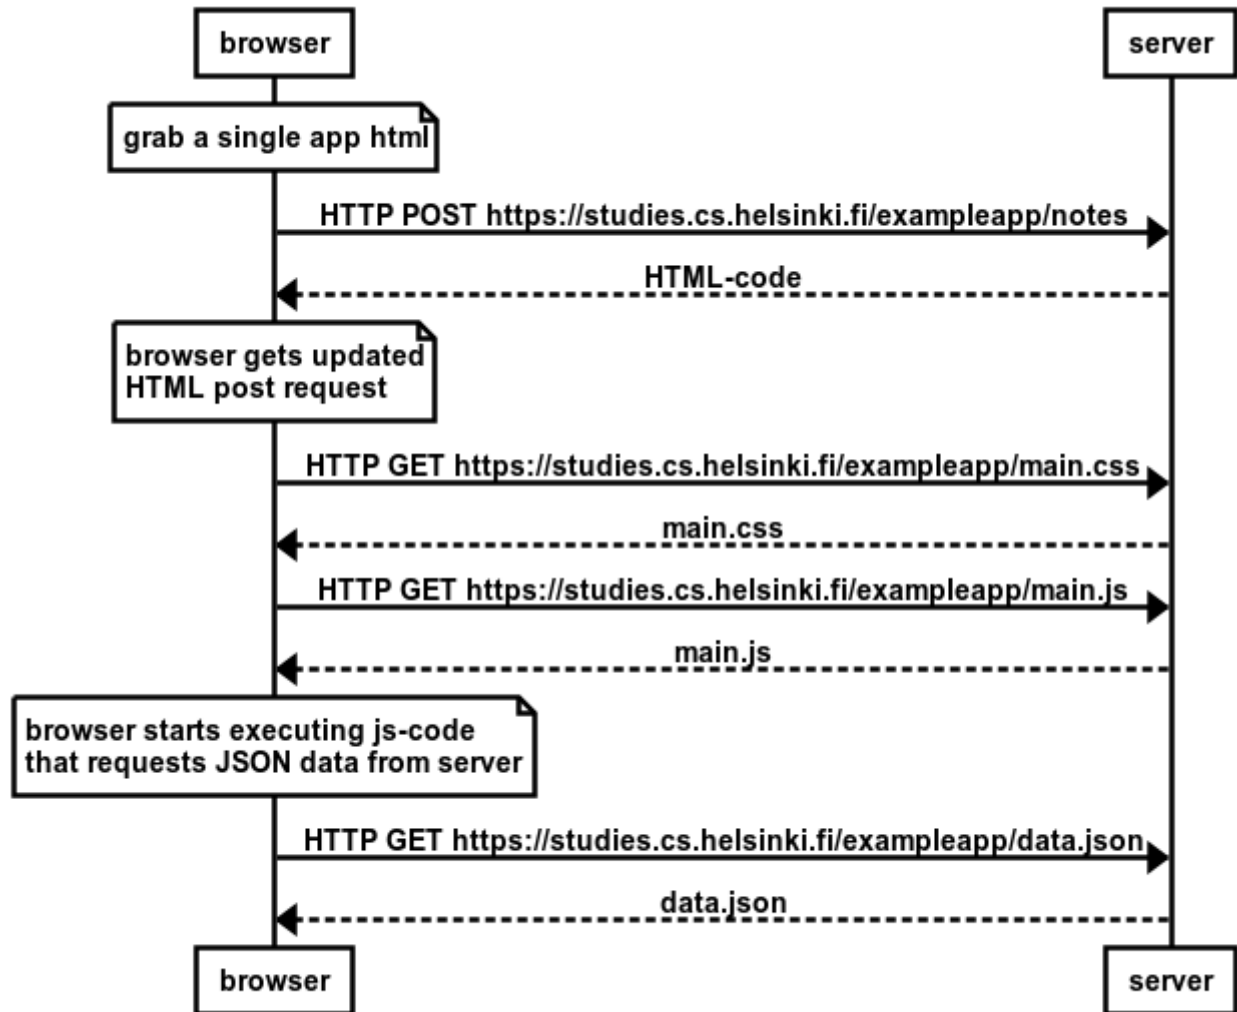 browser
server
grab a single app html
HTTP POST https://studies.cs.helsinki.fi/exampleapp/notes
HTML-code
browser gets updated
HTML post request
HTTP GET https://studies.cs.helsinki.fi/exampleapp/main.css
main.css
HTTP GET https://studies.cs.helsinki.fi/exampleapp/main.js
main.js
browser starts executing js-code
that requests JSON data from server
HTTP GET https://studies.cs.helsinki.fi/exampleapp/data.json
data.json
browser
server